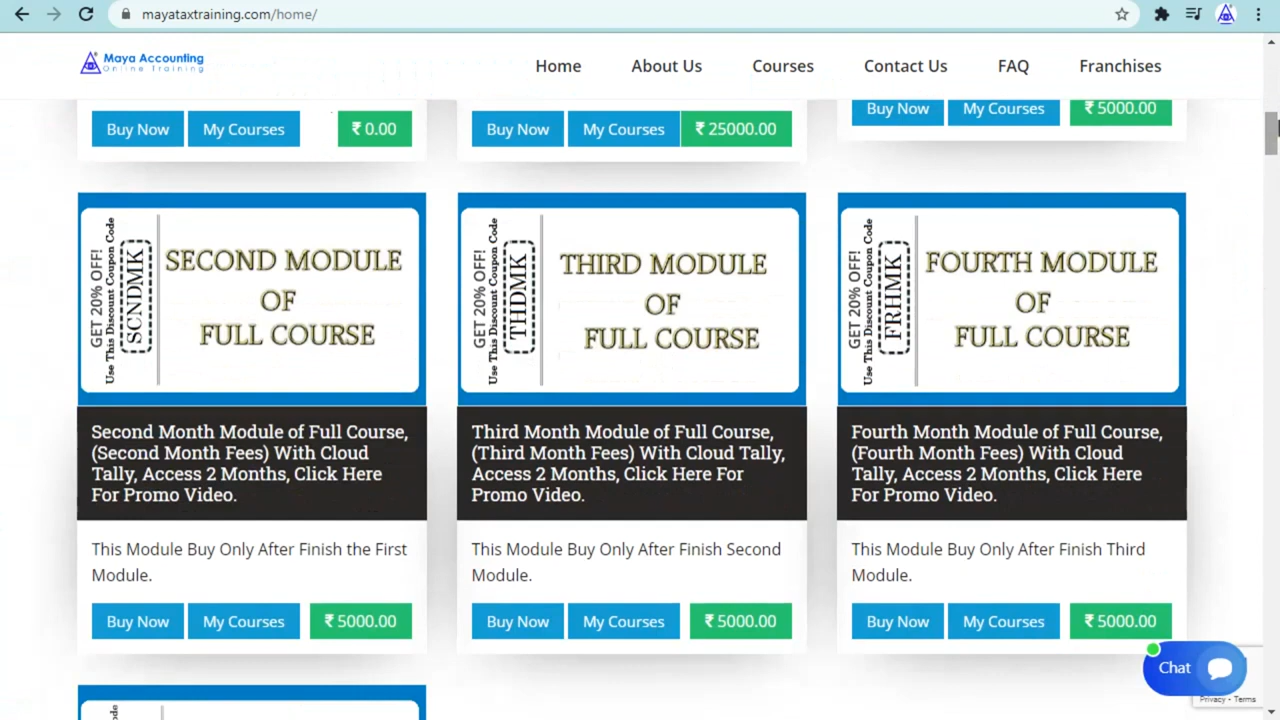 mayataxtraining.com/home/
Maya Accounting
Online Training
Home About Us Courses Contact Us FAQ Franchises
Buy Now My Courses ₹ 0.00
Buy Now My Courses ₹ 25000.00
Buy Now My Courses ₹ 5000.00
GET 20% OFF!
Use This Discount Coupon Code
SCNDMK
SECOND MODULE
OF
FULL COURSE
GET 20% OFF!
Use This Discount Coupon Code
THDMK
THIRD MODULE
OF
FULL COURSE
GET 20% OFF!
Use This Discount Coupon Code
FRHMK
FOURTH MODULE
OF
FULL COURSE
Second Month Module of Full Course,
(Second Month Fees) With Cloud
Tally, Access 2 Months, Click Here
For Promo Video.
Third Month Module of Full Course,
(Third Month Fees) With Cloud Tally,
Access 2 Months, Click Here For
Promo Video.
Fourth Month Module of Full Course,
(Fourth Month Fees) With Cloud
Tally, Access 2 Months, Click Here
For Promo Video.
This Module Buy Only After Finish the First
Module.
This Module Buy Only After Finish Second
Module.
This Module Buy Only After Finish Third
Module.
Buy Now My Courses ₹ 5000.00
Buy Now My Courses ₹ 5000.00
Buy Now My Courses ₹ 5000.00
Chat
Privacy - Terms